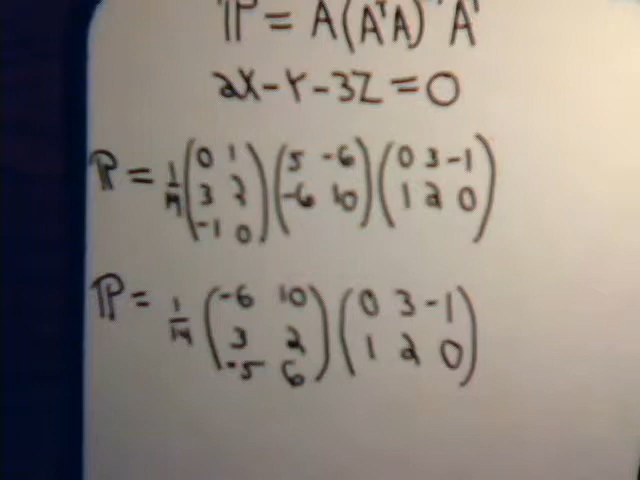 ℙ = A(AᵀA)⁻¹Aᵀ
2X-Y-3Z=0
ℙ = 1/14 (0 1; 3 2; -1 0) (5 -6; -6 10) (0 3 -1; 1 2 0)
ℙ = 1/14 (-6 10; 3 2; -5 6) (0 3 -1; 1 2 0)